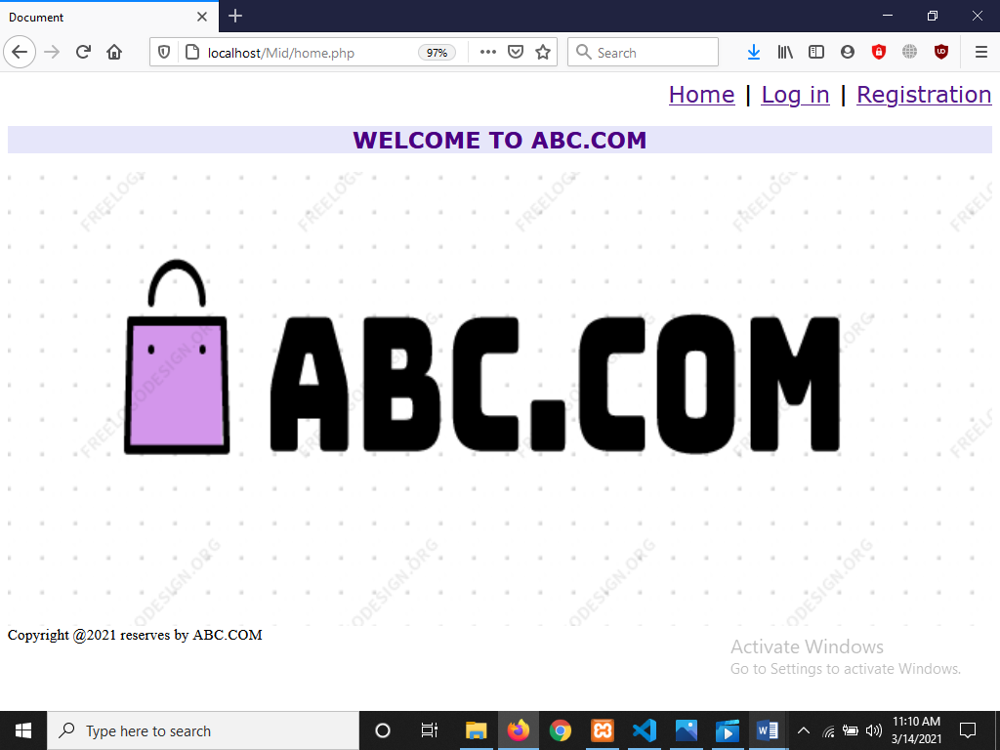 Document
localhost/Mid/home.php
97%
Search
Home | Log in | Registration
WELCOME TO ABC.COM
FREELOGODESIGN.ORG
ABC.COM
Copyright @2021 reserves by ABC.COM
Activate Windows
Go to Settings to activate Windows.
Type here to search
11:10 AM
3/14/2021